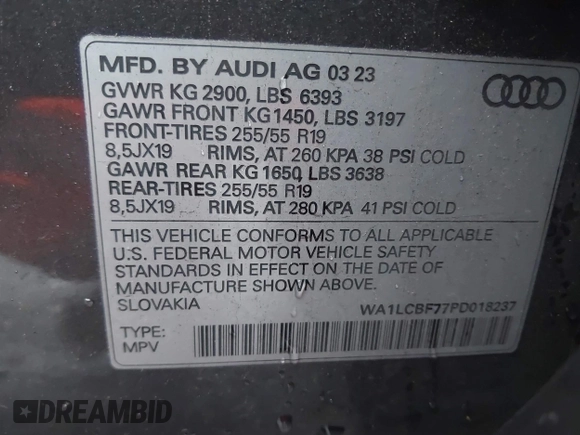 MFD. BY AUDI AG 03 23
GVWR KG 2900, LBS 6393
GAWR FRONT KG 1450, LBS 3197
FRONT-TIRES 255/55 R19
8,5JX19 RIMS, AT 260 KPA 38 PSI COLD
GAWR REAR KG 1650, LBS 3638
REAR-TIRES 255/55 R19
8,5JX19 RIMS, AT 280 KPA 41 PSI COLD
THIS VEHICLE CONFORMS TO ALL APPLICABLE
U.S. FEDERAL MOTOR VEHICLE SAFETY
STANDARDS IN EFFECT ON THE DATE OF
MANUFACTURE SHOWN ABOVE.
SLOVAKIA WA1LCBF77PD018237
TYPE:
MPV
DREAMBID